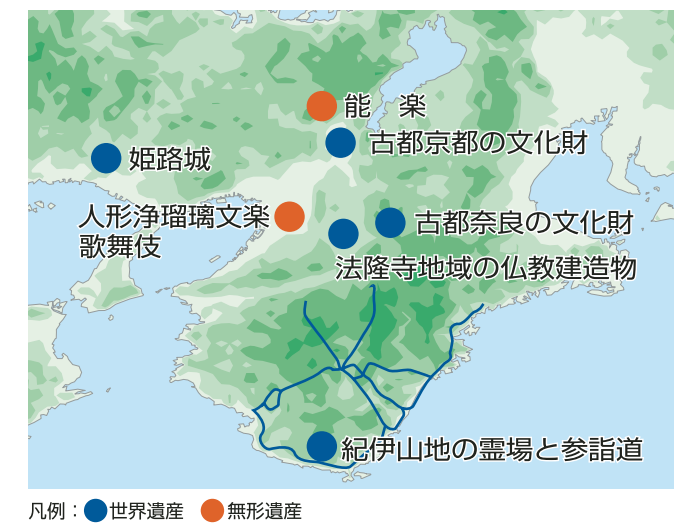 能　楽
古都京都の文化財
姫路城
人形浄瑠璃文楽
歌舞伎
古都奈良の文化財
法隆寺地域の仏教建造物
紀伊山地の霊場と参詣道
凡例：世界遺産 無形遺産